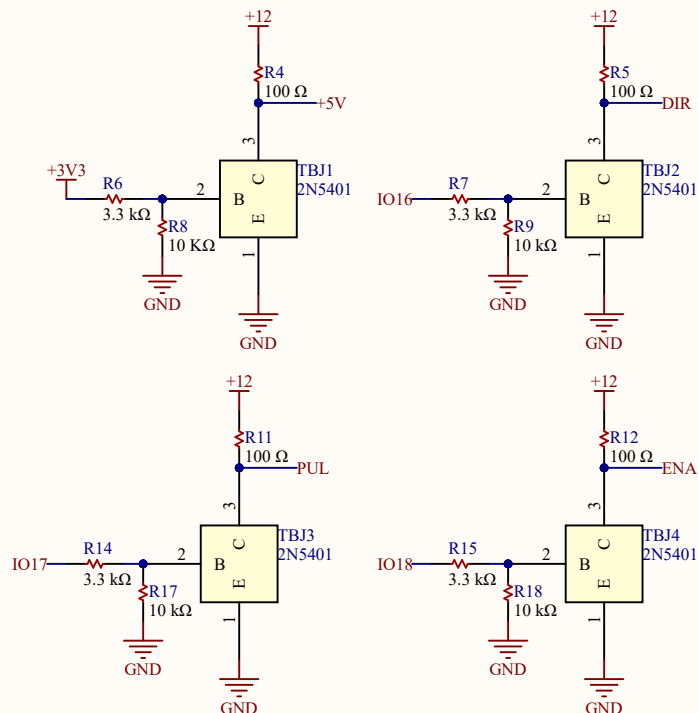 +12
R4
100 Ω
+5V
3
TBJ1
2N5401
C
B
E
2
1
+3V3
R6
3.3 kΩ
R8
10 KΩ
GND
GND
+12
R5
100 Ω
DIR
3
TBJ2
2N5401
C
B
E
2
1
IO16
R7
3.3 kΩ
R9
10 kΩ
GND
GND
+12
R11
100 Ω
PUL
3
TBJ3
2N5401
C
B
E
2
1
IO17
R14
3.3 kΩ
R17
10 kΩ
GND
GND
+12
R12
100 Ω
ENA
3
TBJ4
2N5401
C
B
E
2
1
IO18
R15
3.3 kΩ
R18
10 kΩ
GND
GND